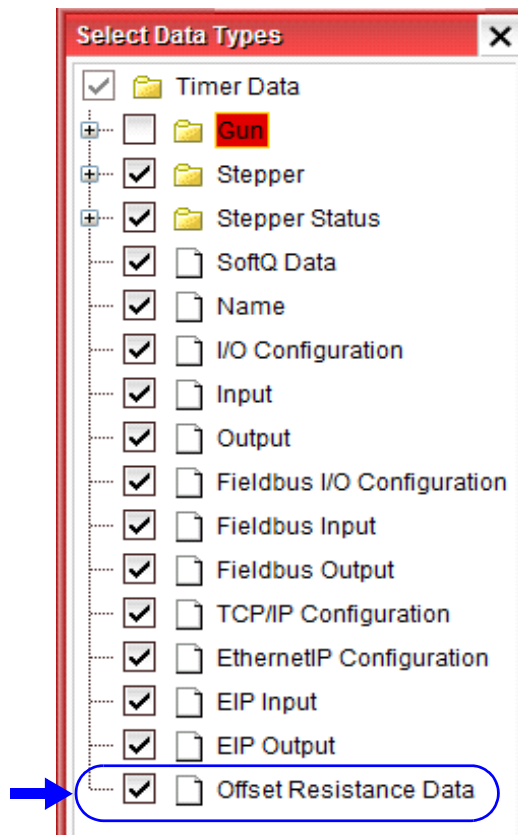 Select Data Types
Timer Data
Gun
Stepper
Stepper Status
SoftQ Data
Name
I/O Configuration
Input
Output
Fieldbus I/O Configuration
Fieldbus Input
Fieldbus Output
TCP/IP Configuration
EthernetIP Configuration
EIP Input
EIP Output
Offset Resistance Data